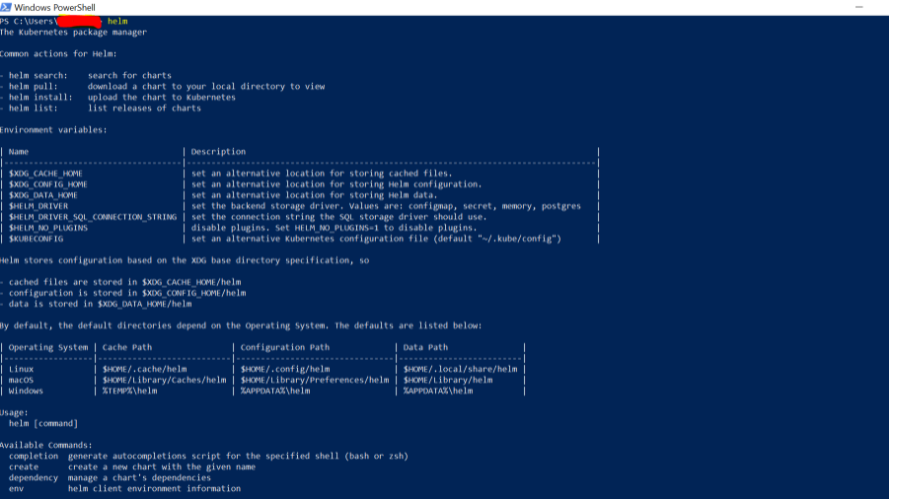 Windows PowerShell
PS C:\Users\ helm
The Kubernetes package manager
Common actions for Helm:
- helm search: search for charts
- helm pull: download a chart to your local directory to view
- helm install: upload the chart to Kubernetes
- helm list: list releases of charts
Environment variables:
| Name | Description |
|----------------------------------|-----------------------------------------------------------------------------------|
| $XDG_CACHE_HOME | set an alternative location for storing cached files. |
| $XDG_CONFIG_HOME | set an alternative location for storing Helm configuration. |
| $XDG_DATA_HOME | set an alternative location for storing Helm data. |
| $HELM_DRIVER | set the backend storage driver. Values are: configmap, secret, memory, postgres |
| $HELM_DRIVER_SQL_CONNECTION_STRING | set the connection string the SQL storage driver should use. |
| $HELM_NO_PLUGINS | disable plugins. Set HELM_NO_PLUGINS=1 to disable plugins. |
| $KUBECONFIG | set an alternative Kubernetes configuration file (default "~/.kube/config") |
Helm stores configuration based on the XDG base directory specification, so
- cached files are stored in $XDG_CACHE_HOME/helm
- configuration is stored in $XDG_CONFIG_HOME/helm
- data is stored in $XDG_DATA_HOME/helm
By default, the default directories depend on the Operating System. The defaults are listed below:
| Operating System | Cache Path | Configuration Path | Data Path |
|------------------|---------------------------|--------------------------------|-------------------------|
| Linux | $HOME/.cache/helm | $HOME/.config/helm | $HOME/.local/share/helm |
| macOS | $HOME/Library/Caches/helm | $HOME/Library/Preferences/helm | $HOME/Library/helm |
| Windows | %TEMP%\helm | %APPDATA%\helm | %APPDATA%\helm |
Usage:
helm [command]
Available Commands:
completion generate autocompletions script for the specified shell (bash or zsh)
create create a new chart with the given name
dependency manage a chart's dependencies
env helm client environment information